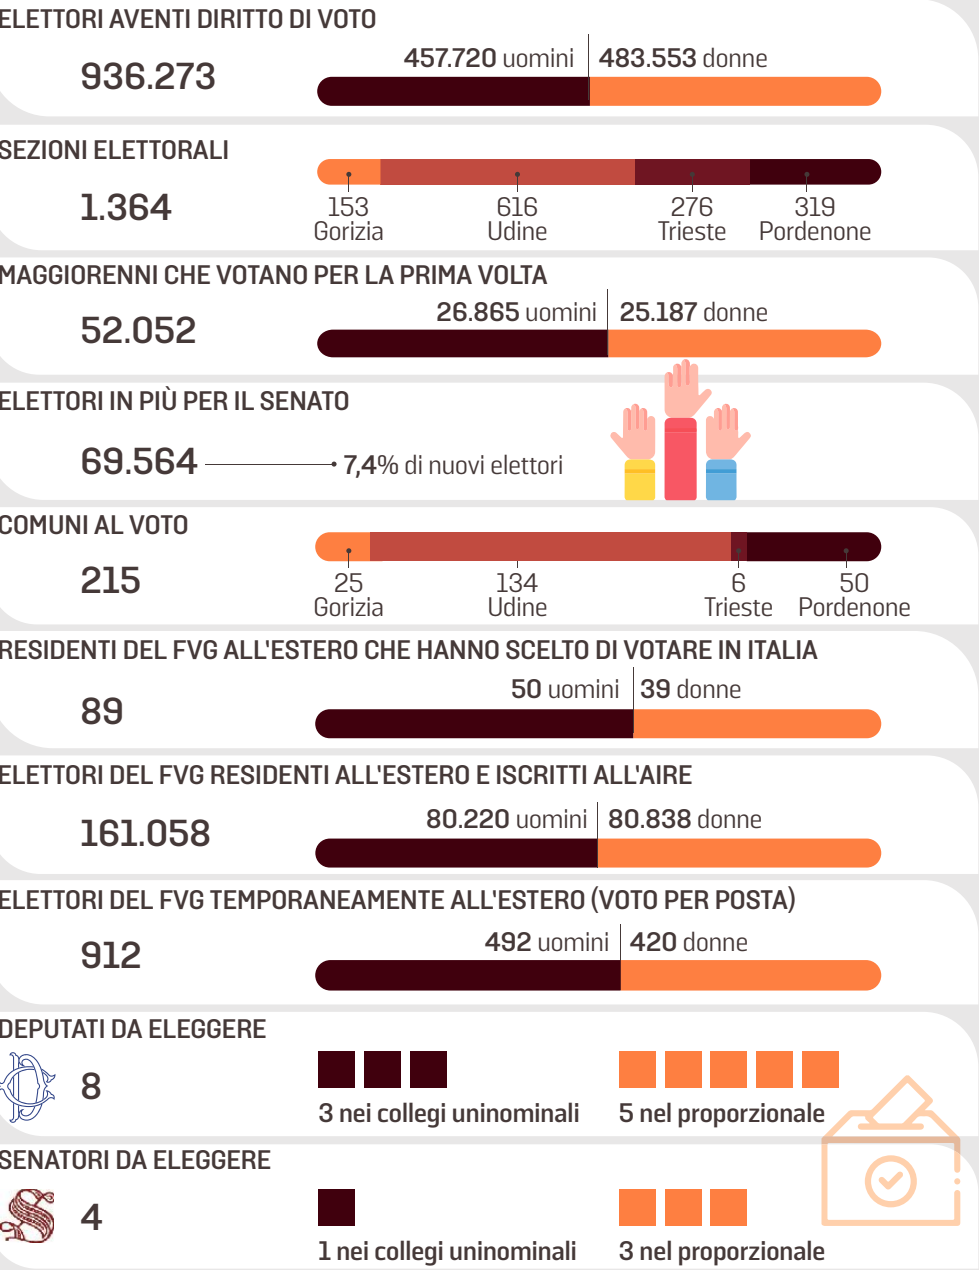 ELETTORI AVENTI DIRITTO DI VOTO
936.273
457.720 uomini 483.553 donne
SEZIONI ELETTORALI
1.364
153 616 276 319
Gorizia Udine Trieste Pordenone
MAGGIORENNI CHE VOTANO PER LA PRIMA VOLTA
52.052
26.865 uomini 25.187 donne
ELETTORI IN PIÙ PER IL SENATO
69.564 7,4% di nuovi elettori
COMUNI AL VOTO
215
25 134 6 50
Gorizia Udine Trieste Pordenone
RESIDENTI DEL FVG ALL'ESTERO CHE HANNO SCELTO DI VOTARE IN ITALIA
89
50 uomini 39 donne
ELETTORI DEL FVG RESIDENTI ALL'ESTERO E ISCRITTI ALL'AIRE
161.058
80.220 uomini 80.838 donne
ELETTORI DEL FVG TEMPORANEAMENTE ALL'ESTERO (VOTO PER POSTA)
912
492 uomini 420 donne
DEPUTATI DA ELEGGERE
8
3 nei collegi uninominali 5 nel proporzionale
SENATORI DA ELEGGERE
4
1 nei collegi uninominali 3 nel proporzionale